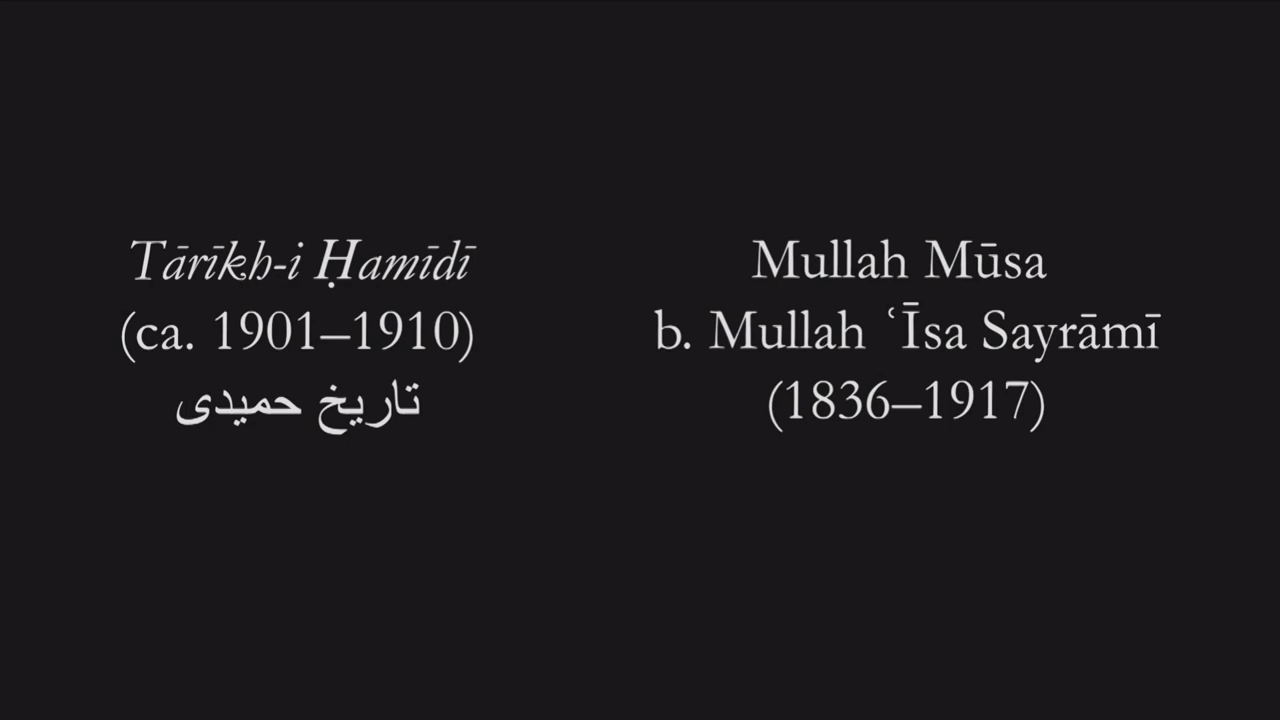 Tārīkh-i Ḥamīdī
(ca. 1901–1910)
تاریخ حمیدی
Mullah Mūsa
b. Mullah ʿĪsa Sayrāmī
(1836–1917)